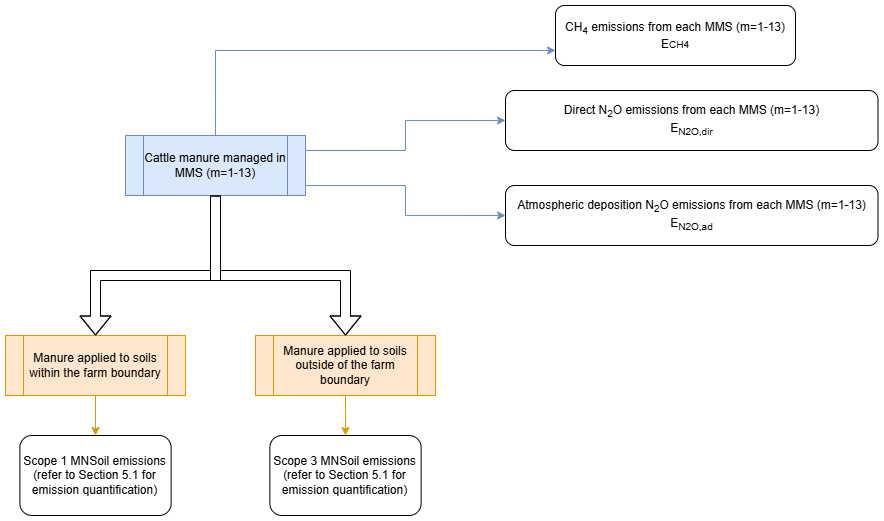 CH₄ emissions from each MMS (m=1-13)
ECH4
Direct N₂O emissions from each MMS (m=1-13)
E_N2O,dir
Cattle manure managed in
MMS (m=1-13)
Atmospheric deposition N₂O emissions from each MMS (m=1-13)
E_N2O,ad
Manure applied to soils
within the farm boundary
Manure applied to soils
outside of the farm
boundary
Scope 1 MNSoil emissions
(refer to Section 5.1 for
emission quantification)
Scope 3 MNSoil emissions
(refer to Section 5.1 for
emission quantification)